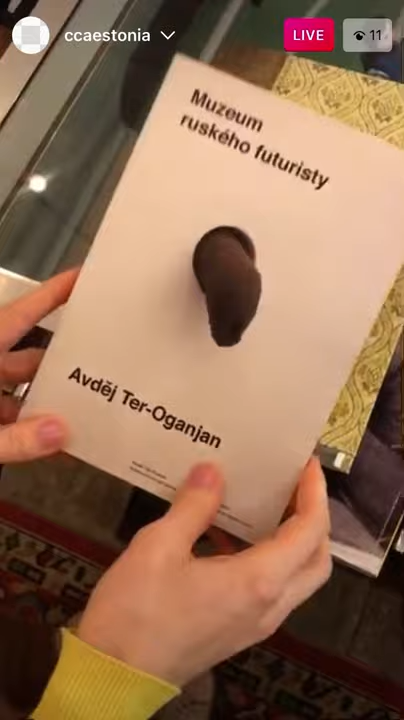 ccaestonia
LIVE
11
Muzeum
ruského futuristy
Avděj Ter-Oganjan